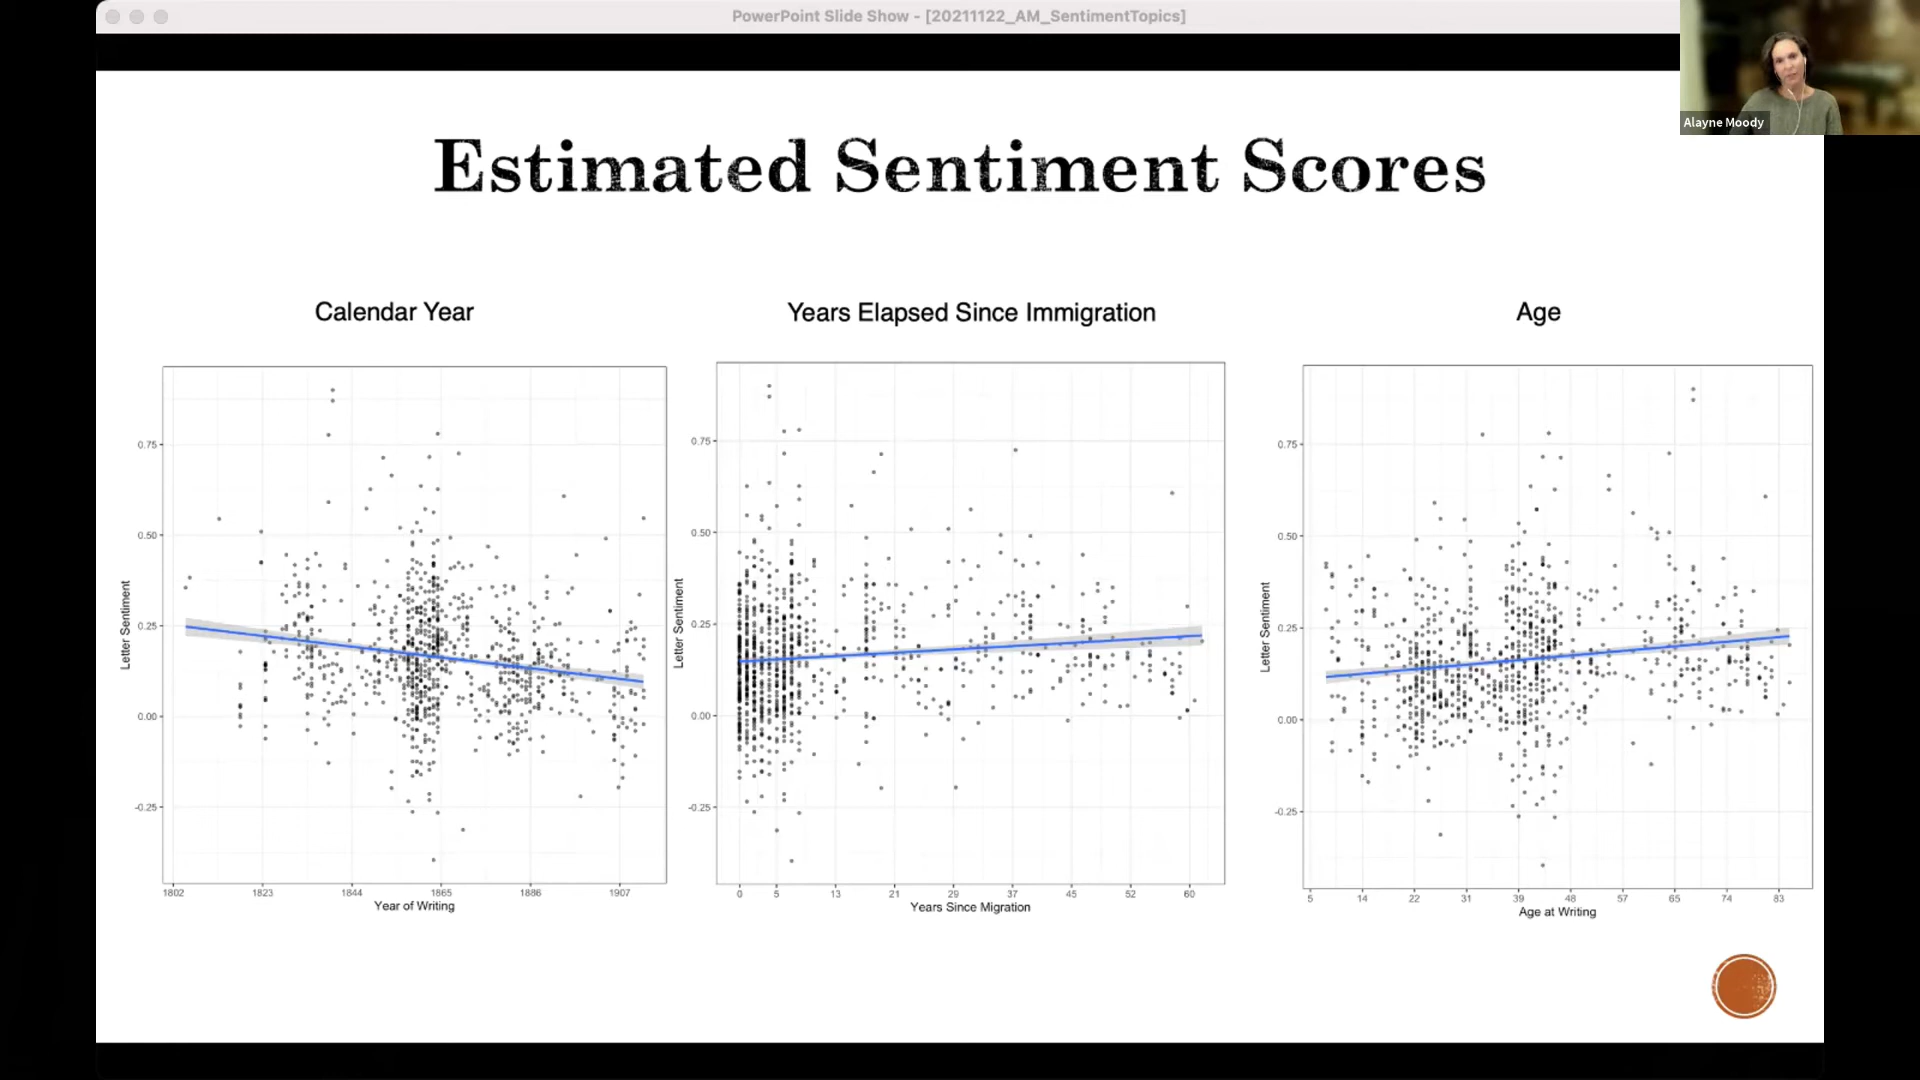 PowerPoint Slide Show - [20211122_AM_SentimentTopics]
Alayne Moody
Estimated Sentiment Scores
Calendar Year
Years Elapsed Since Immigration
Age
0.75
0.50
0.25
0.00
-0.25
Letter Sentiment
1802 1823 1844 1865 1886 1907
Year of Writing
0.75
0.50
0.25
0.00
-0.25
Letter Sentiment
0 5 13 21 29 37 45 52 60
Years Since Migration
0.75
0.50
0.25
0.00
-0.25
Letter Sentiment
5 14 22 31 39 48 57 65 74 83
Age at Writing